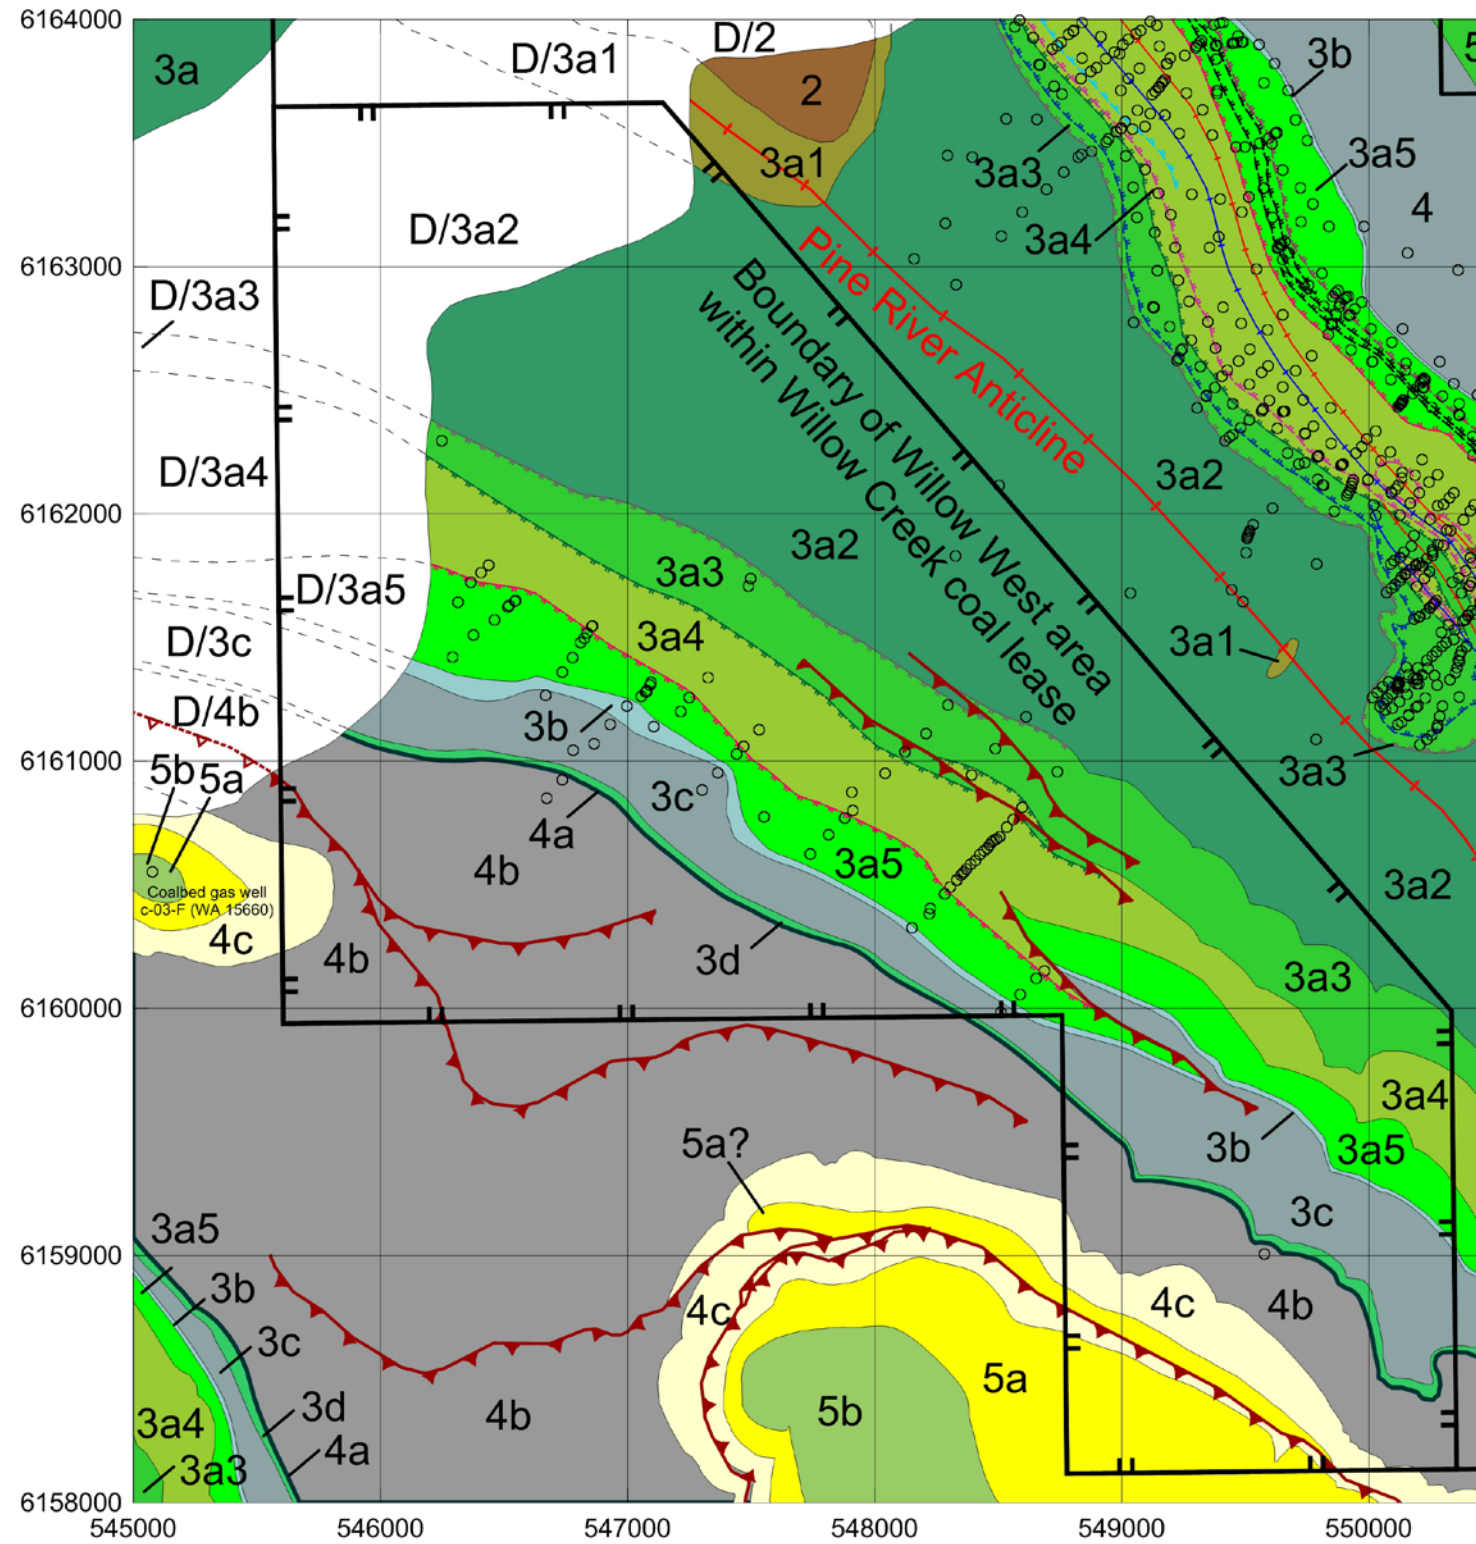 6164000
D/2
D/3a1
3b
5
3a
2
3a5
3a1
3a3
4
D/3a2
3a4
6163000
Pine River Anticline
Boundary of Willow West area
within Willow Creek coal lease
D/3a3
D/3a4
3a2
6162000
3a2
3a3
D/3a5
3a4
3a1
D/3c
D/4b
3b
6161000
5b
5a
3c
3a3
4a
4b
3a5
3a2
Coalbed gas well
c-03-F (WA 15660)
4c
4b
3d
3a3
6160000
3a4
5a?
3b
3a5
3c
3a5
6159000
3b
4c
4c
4b
3c
5a
3d
4b
5b
3a4
4a
3a3
6158000
545000
546000
547000
548000
549000
550000